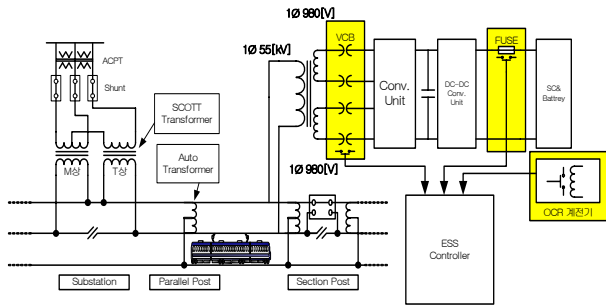 1Ø 980[V]
VCB
FUSE
ACPT
1Ø 55[kV]
Shunt
Conv.
Unit
DC-DC
Conv.
Unit
SC&
Battrey
SCOTT
Transformer
M상
T상
Auto
Transformer
1Ø 980[V]
OCR 계전기
ESS
Controller
Substation
Parallel Post
Section Post